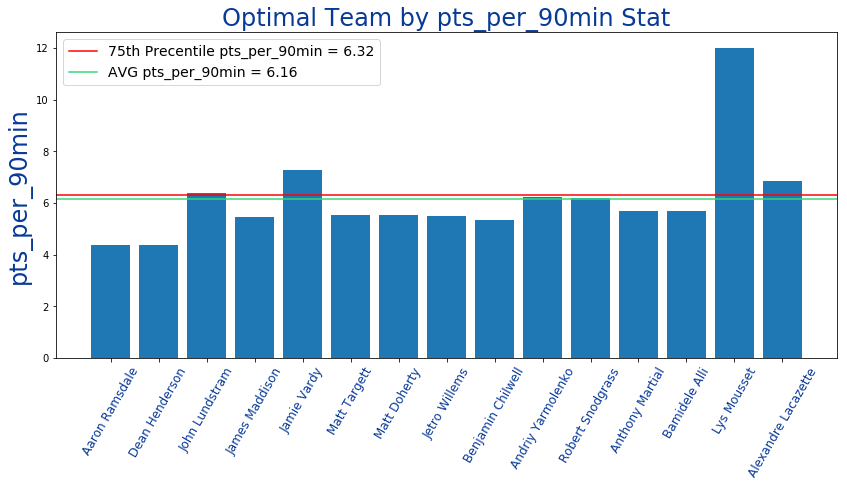 Optimal Team by pts_per_90min Stat
75th Precentile pts_per_90min = 6.32
AVG pts_per_90min = 6.16
pts_per_90min
12
10
8
6
4
2
0
Aaron Ramsdale
Dean Henderson
John Lundstram
James Maddison
Jamie Vardy
Matt Targett
Matt Doherty
Jetro Willems
Benjamin Chilwell
Andriy Yarmolenko
Robert Snodgrass
Anthony Martial
Bamidele Alli
Lys Mousset
Alexandre Lacazette